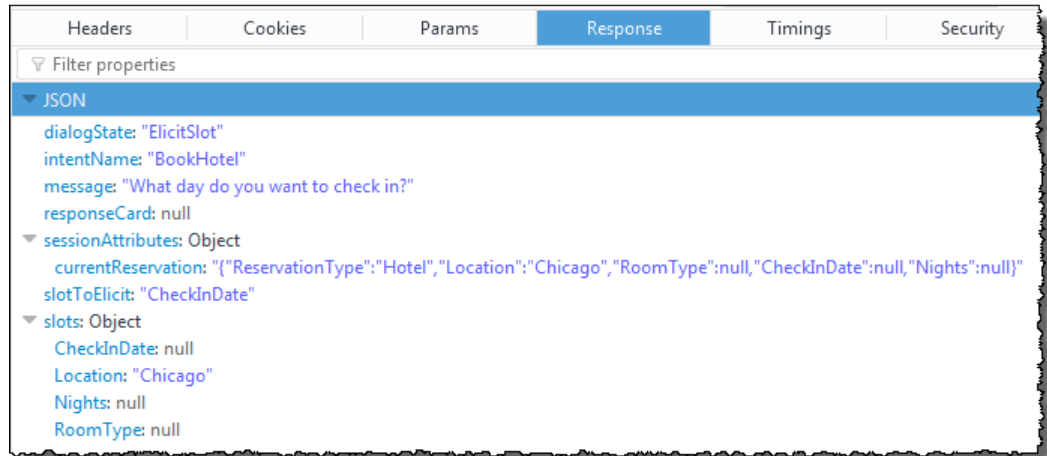 Headers Cookies Params Response Timings Security
Filter properties
JSON
dialogState: "ElicitSlot"
intentName: "BookHotel"
message: "What day do you want to check in?"
responseCard: null
sessionAttributes: Object
currentReservation: "{"ReservationType":"Hotel","Location":"Chicago","RoomType":null,"CheckInDate":null,"Nights":null}"
slotToElicit: "CheckInDate"
slots: Object
CheckInDate: null
Location: "Chicago"
Nights: null
RoomType: null